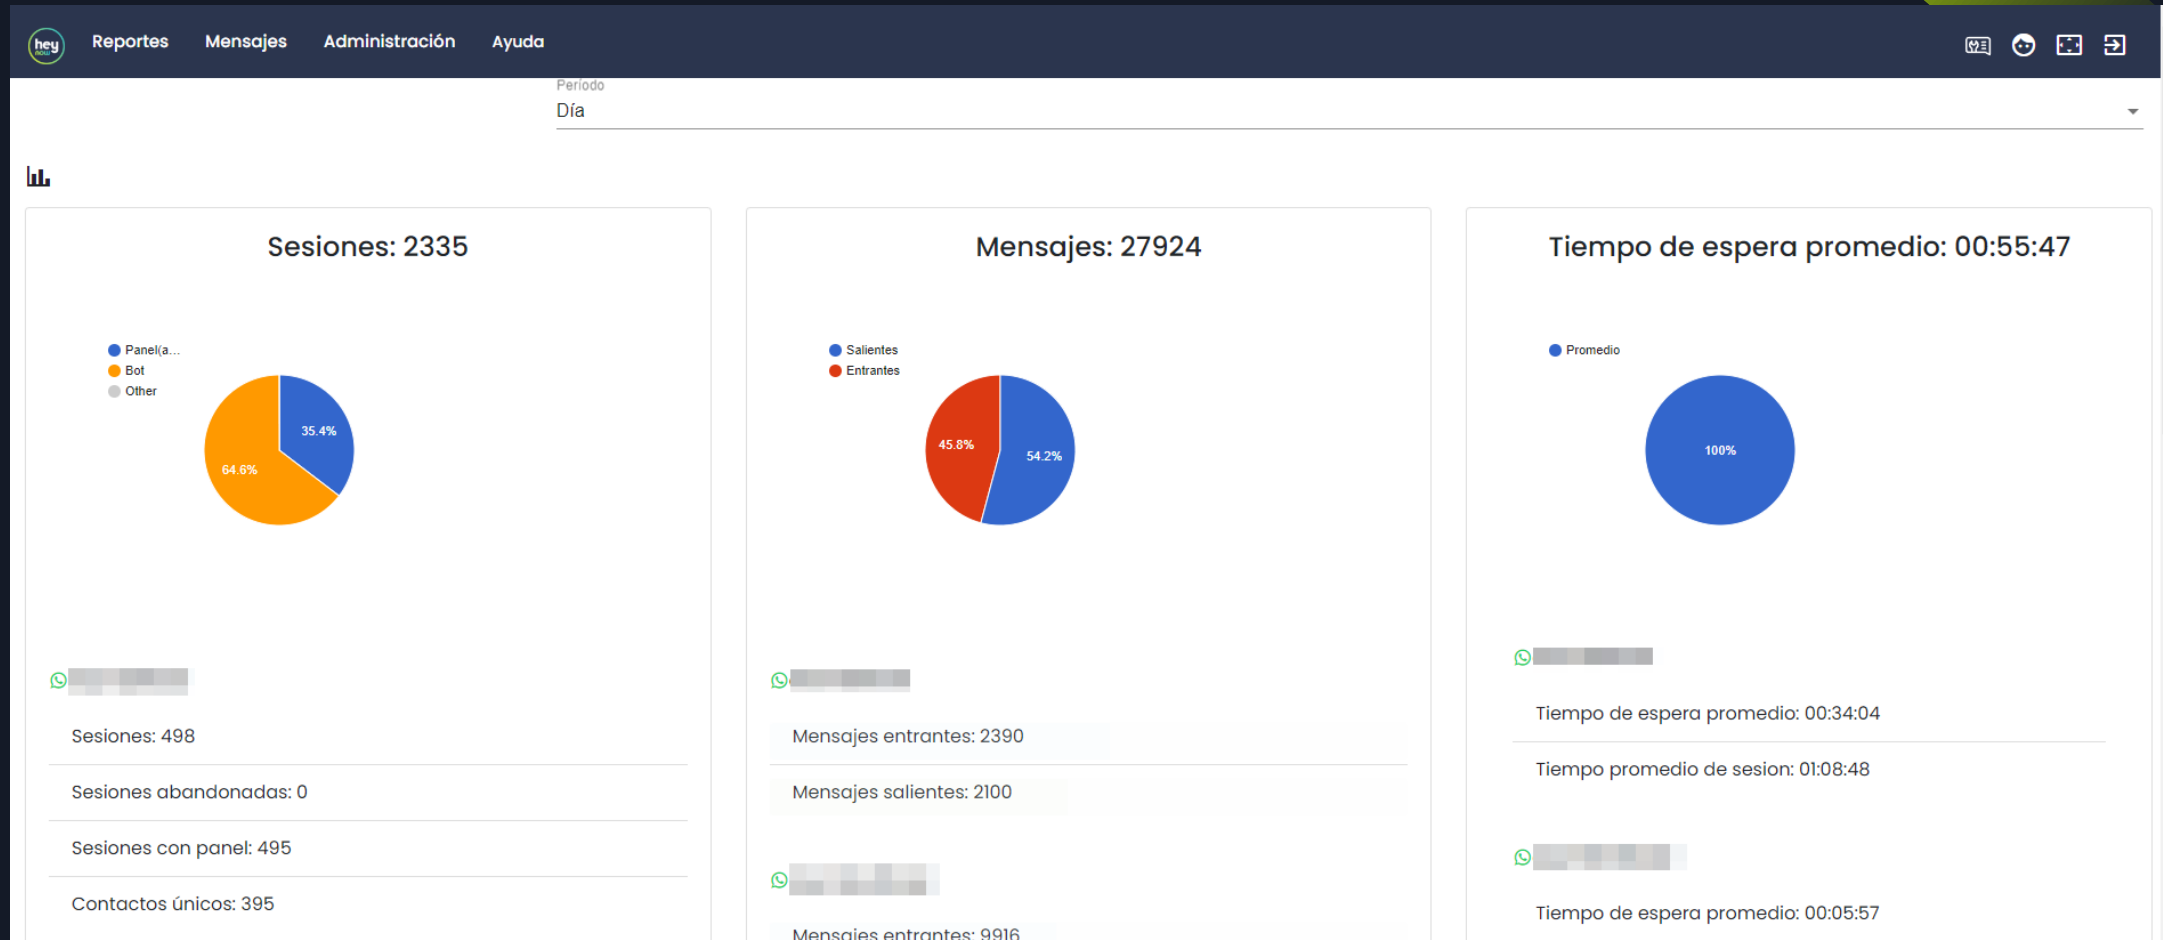 hey
now
Reportes
Mensajes
Administración
Ayuda
Período
Día
Sesiones: 2335
Panel(a...
Bot
Other
35.4%
64.6%
Sesiones: 498
Sesiones abandonadas: 0
Sesiones con panel: 495
Contactos únicos: 395
Mensajes: 27924
Salientes
Entrantes
45.8%
54.2%
Mensajes entrantes: 2390
Mensajes salientes: 2100
Mensajes entrantes: 9916
Tiempo de espera promedio: 00:55:47
Promedio
100%
Tiempo de espera promedio: 00:34:04
Tiempo promedio de sesion: 01:08:48
Tiempo de espera promedio: 00:05:57